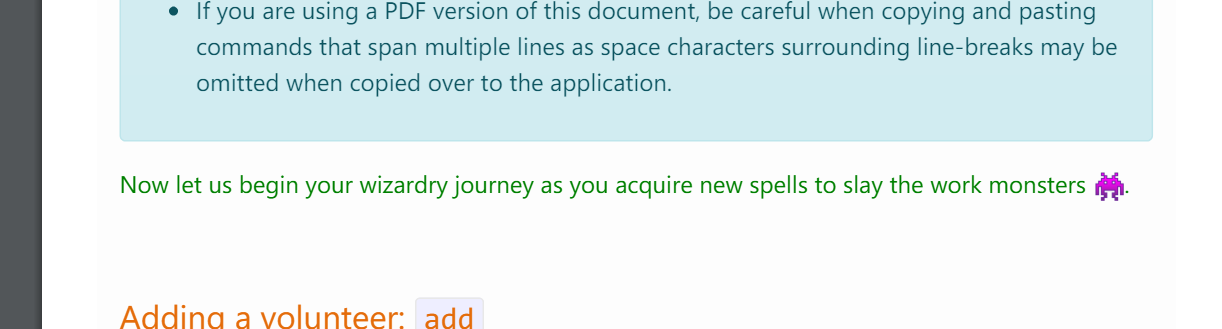 • If you are using a PDF version of this document, be careful when copying and pasting
commands that span multiple lines as space characters surrounding line-breaks may be
omitted when copied over to the application.
Now let us begin your wizardry journey as you acquire new spells to slay the work monsters 👾.
Adding a volunteer: add